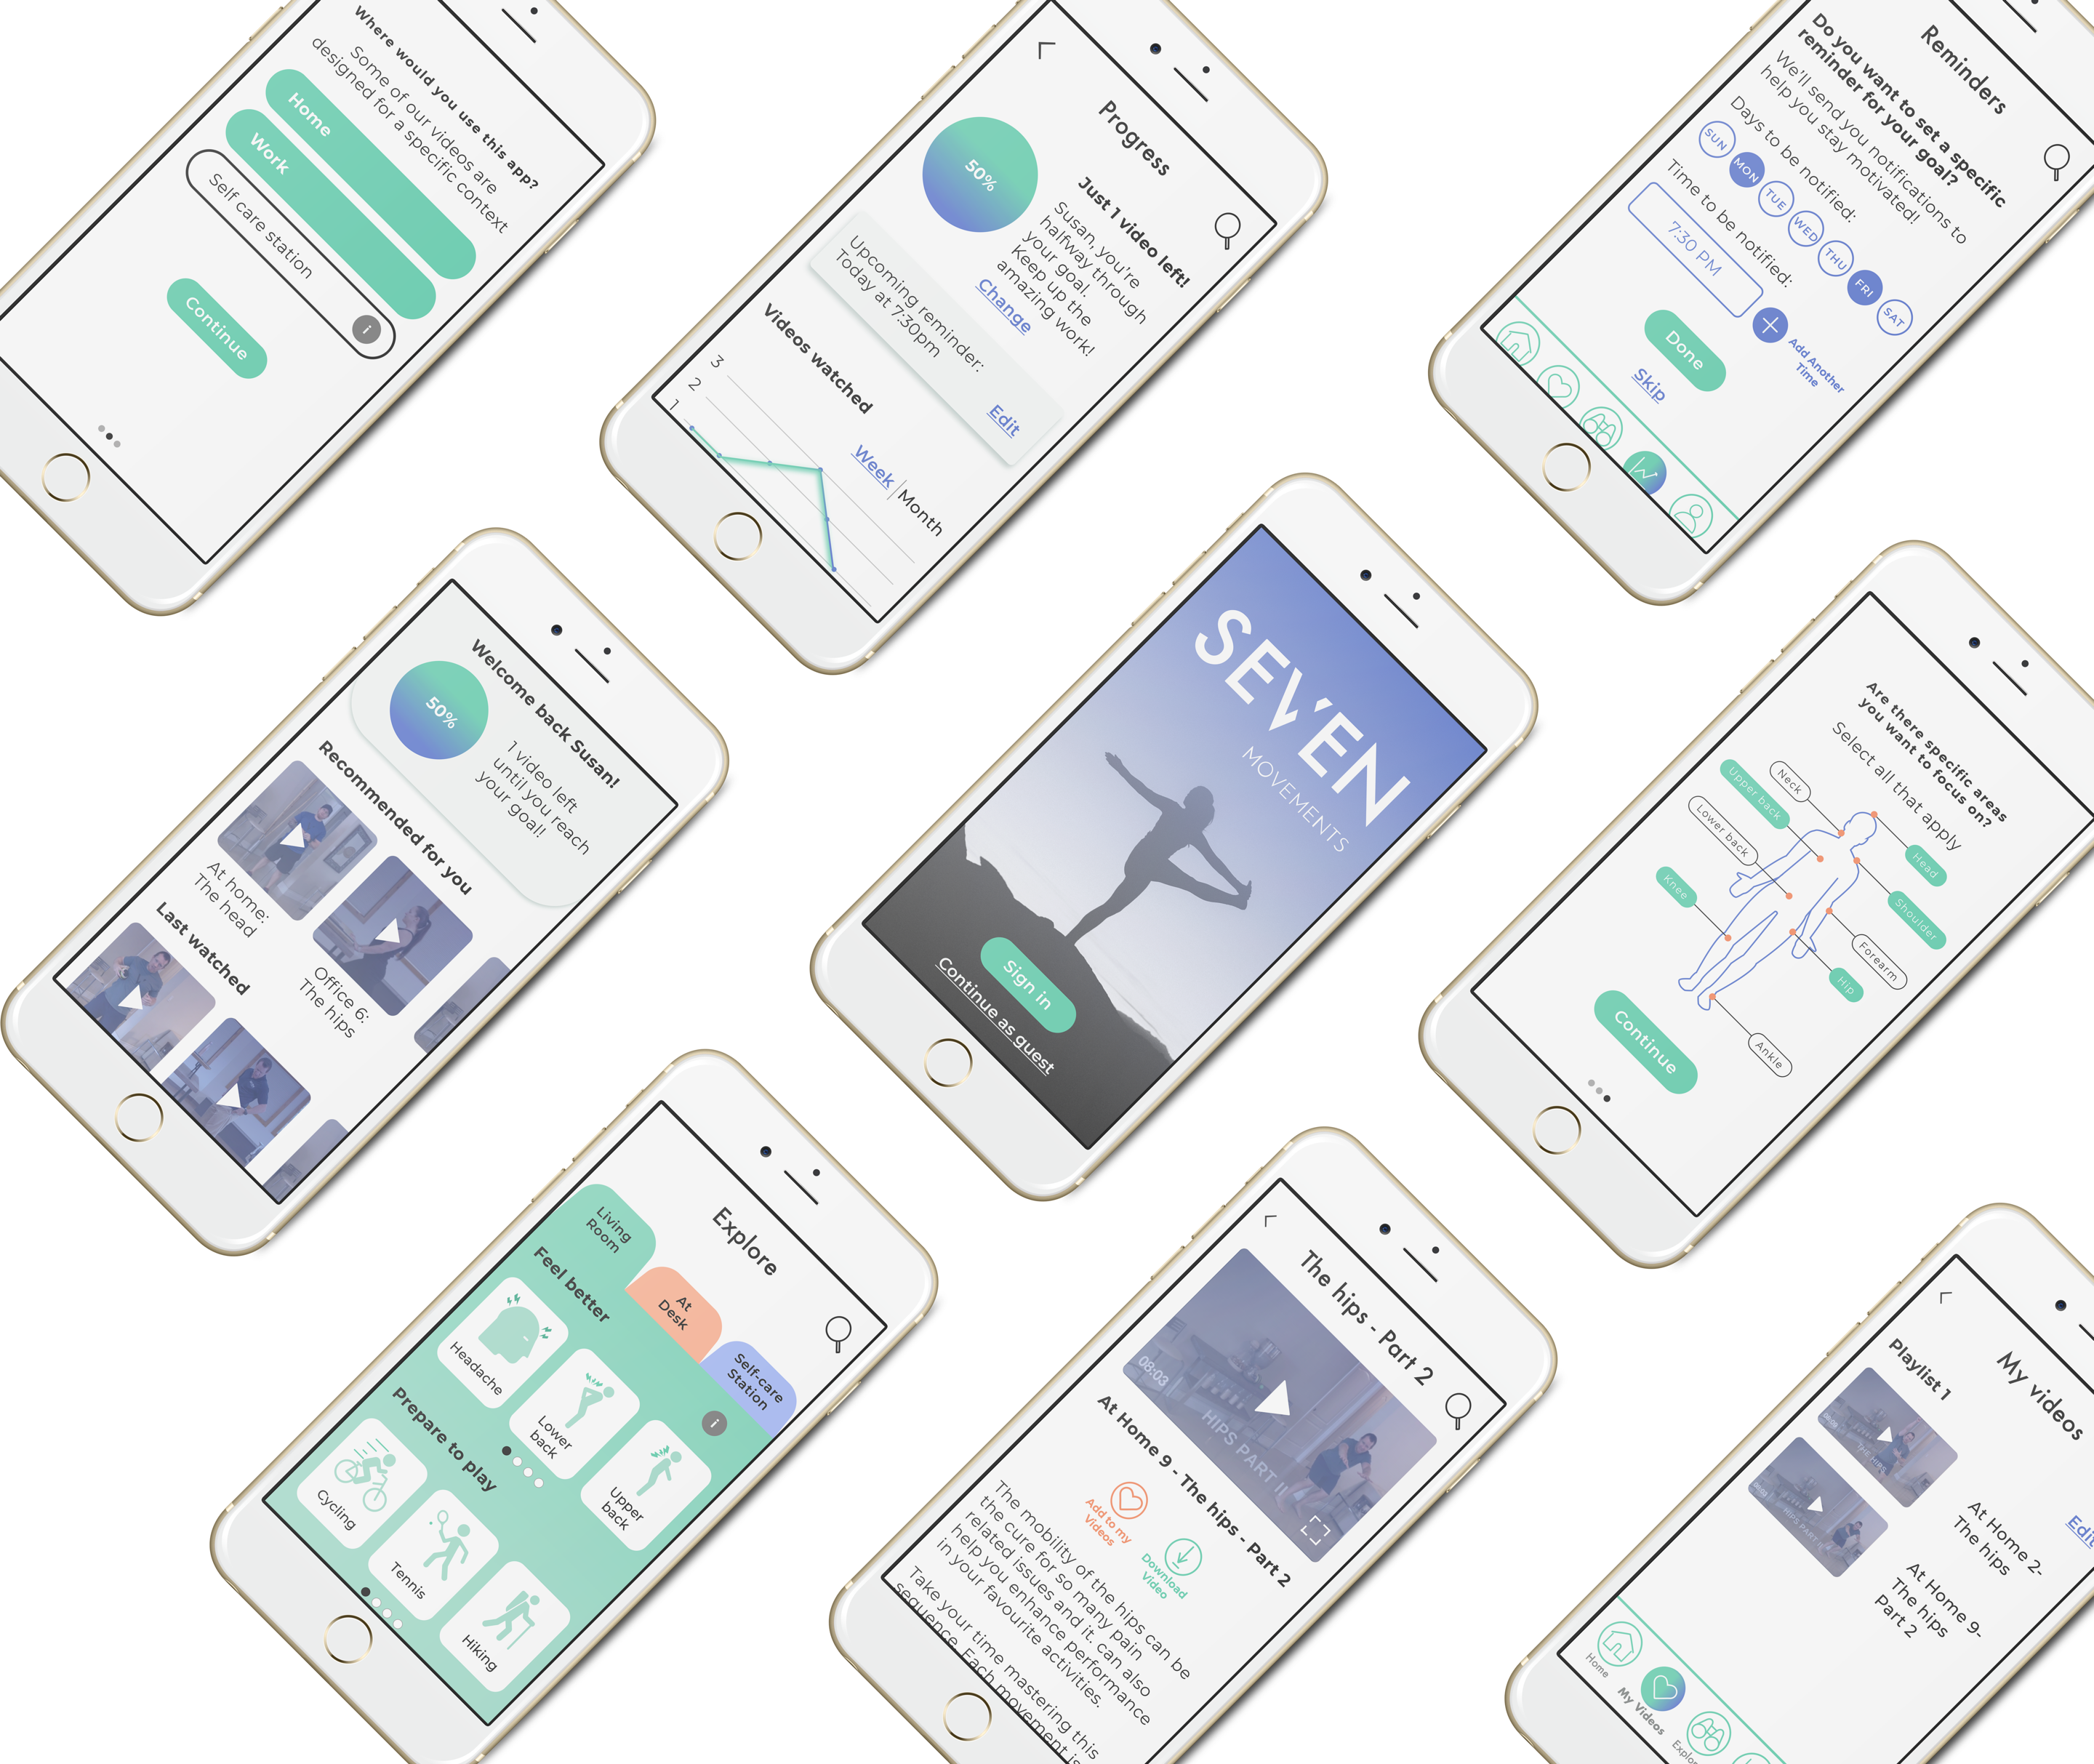 Where would you use this app?
Some of our videos are
designed for a specific context
Home
Work
Self care station
i
Continue
Progress
50%
Just 1 video left!
Susan, you're
halfway through
your goal.
Keep up the
amazing work!
Change
Upcoming reminder:
Today at 7:30pm
Edit
Videos watched
Week | Month
3
2
1
Reminders
Do you want to set a specific
reminder for your goal?
We'll send you notifications to
help you stay motivated!
Days to be notified:
SUN MON TUE WED THU FRI SAT
Time to be notified:
7:30 PM
Add Another
Time
Done
Skip
Welcome back Susan!
50%
1 video left
until you reach
your goal!
Recommended for you
At home:
The head
Office 6:
The hips
Last watched
SEVEN
MOVEMENTS
Sign in
Continue as guest
Are there specific areas
you want to focus on?
Select all that apply
Neck
Upper back
Lower back
Knee
Head
Shoulder
Forearm
Hip
Ankle
Continue
Explore
Living
Room
At
Desk
Self-care
Station
i
Feel better
Headache
Lower
back
Upper
back
Prepare to play
Cycling
Tennis
Hiking
The hips - Part 2
08:03
HIPS PART II
At Home 9 - The hips - Part 2
Add to my
Videos
Download
Video
The mobility of the hips can be
the cure for so many pain
related issues and it. can also
help you enhance performance
in your favourite activities.
Take your time mastering this
sequence. Each movement is
My videos
Playlist 1
Edit
THE HIPS
At Home 2-
The hips
HIPS PART II
At Home 9-
The hips
Part 2
Home
My Videos